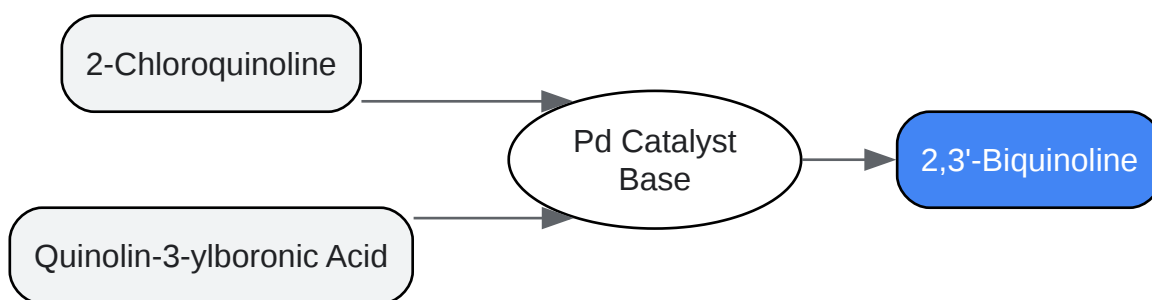 2-Chloroquinoline
Pd Catalyst
Base
2,3'-Biquinoline
Quinolin-3-ylboronic Acid